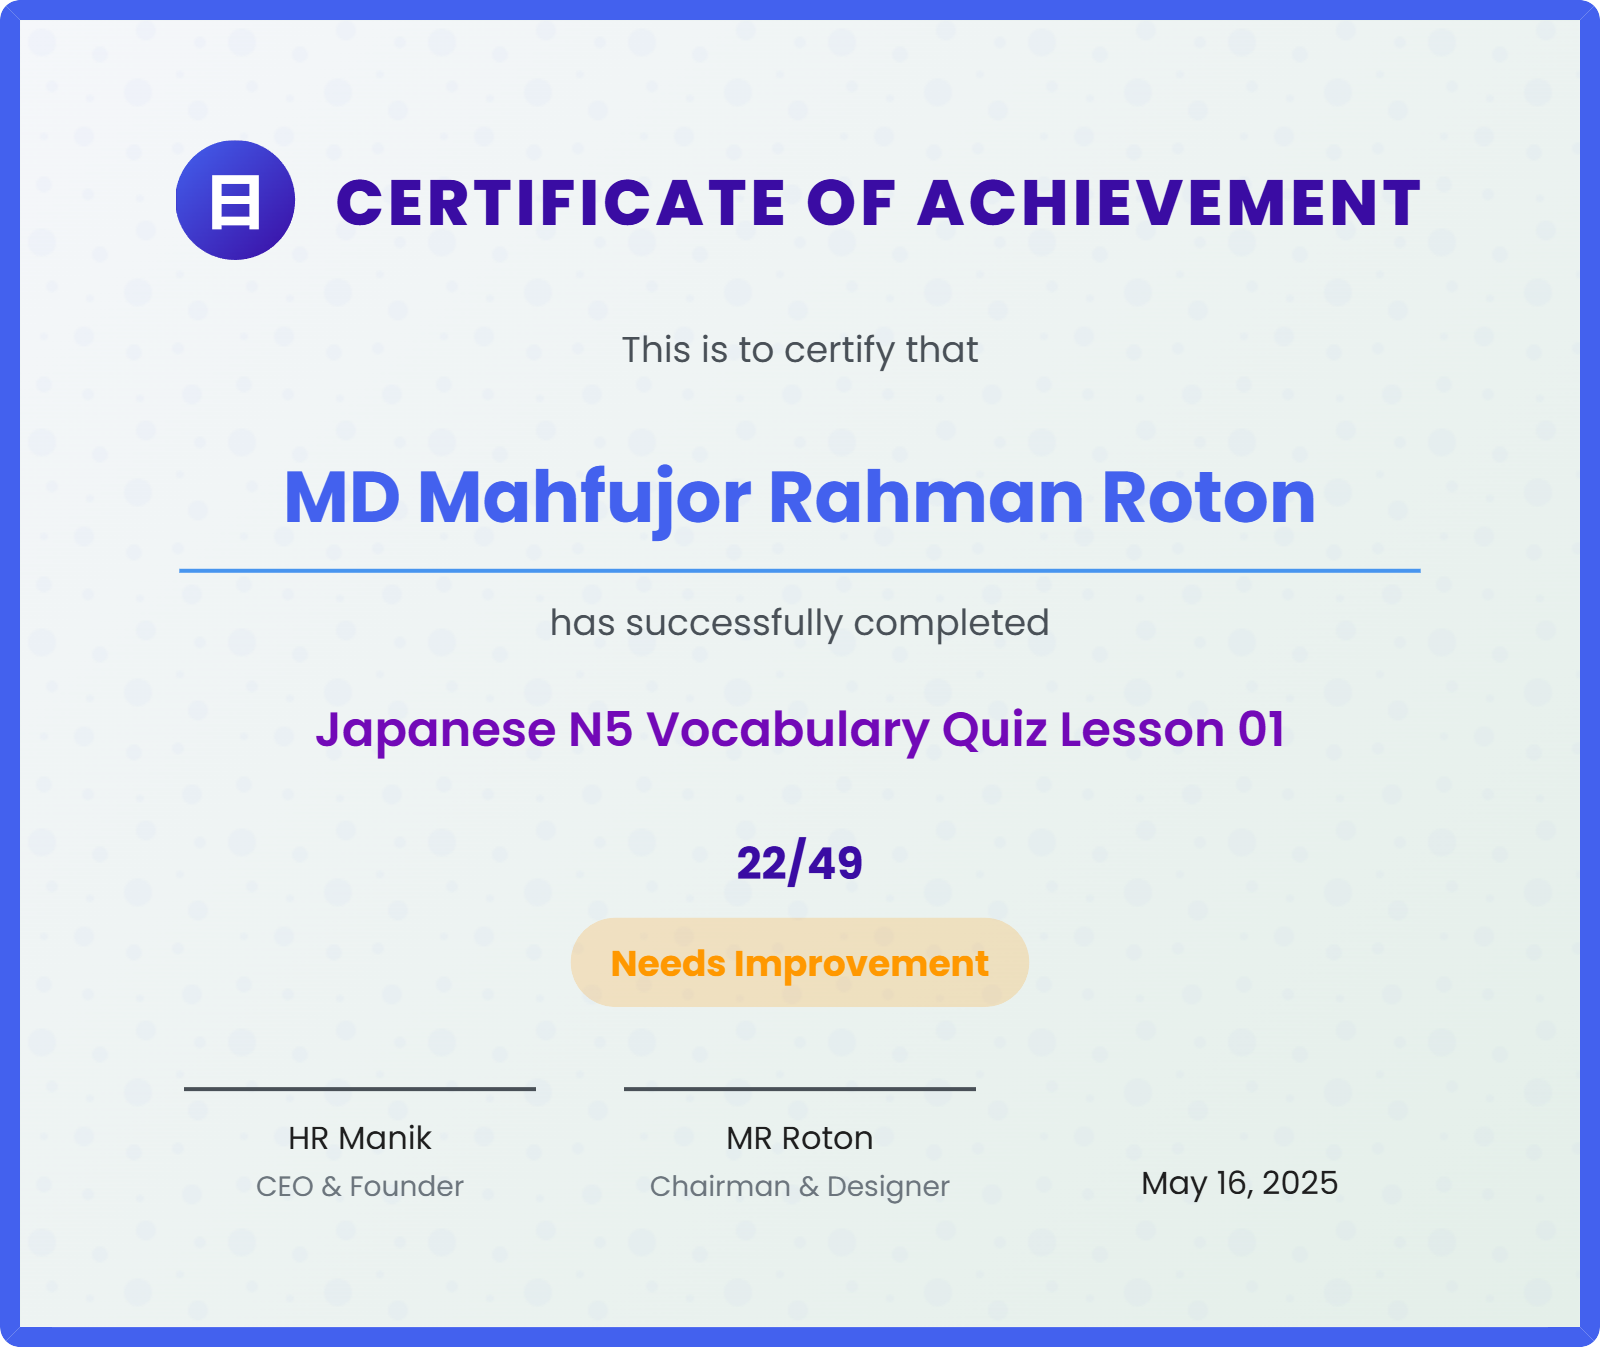 日
CERTIFICATE OF ACHIEVEMENT
This is to certify that
MD Mahfujor Rahman Roton
has successfully completed
Japanese N5 Vocabulary Quiz Lesson 01
22/49
Needs Improvement
HR Manik
CEO & Founder
MR Roton
Chairman & Designer
May 16, 2025